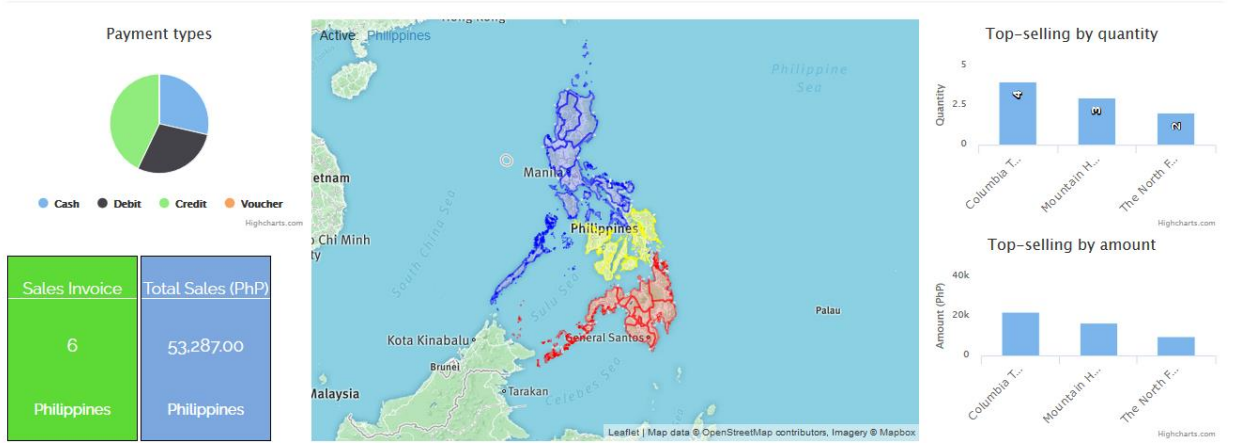 Payment types
Cash
Debit
Credit
Voucher
Highcharts.com
Sales Invoice
6
Philippines
Total Sales (PhP)
53,287.00
Philippines
Hong Kong
Active: Philippines
Philippine
Sea
etnam
Manila
Chi Minh
ty
South China Sea
Philippines
Sulu Sea
Palau
Kota Kinabalu
General Santos
Brunei
Malaysia
Tarakan
Celebes Sea
Leaflet | Map data © OpenStreetMap contributors, Imagery © Mapbox
Top-selling by quantity
5
2.5
0
Quantity
4
3
2
Columbia T...
Mountain H...
The North F...
Highcharts.com
Top-selling by amount
40k
20k
0
Amount (PhP)
Columbia T...
Mountain H...
The North F...
Highcharts.com